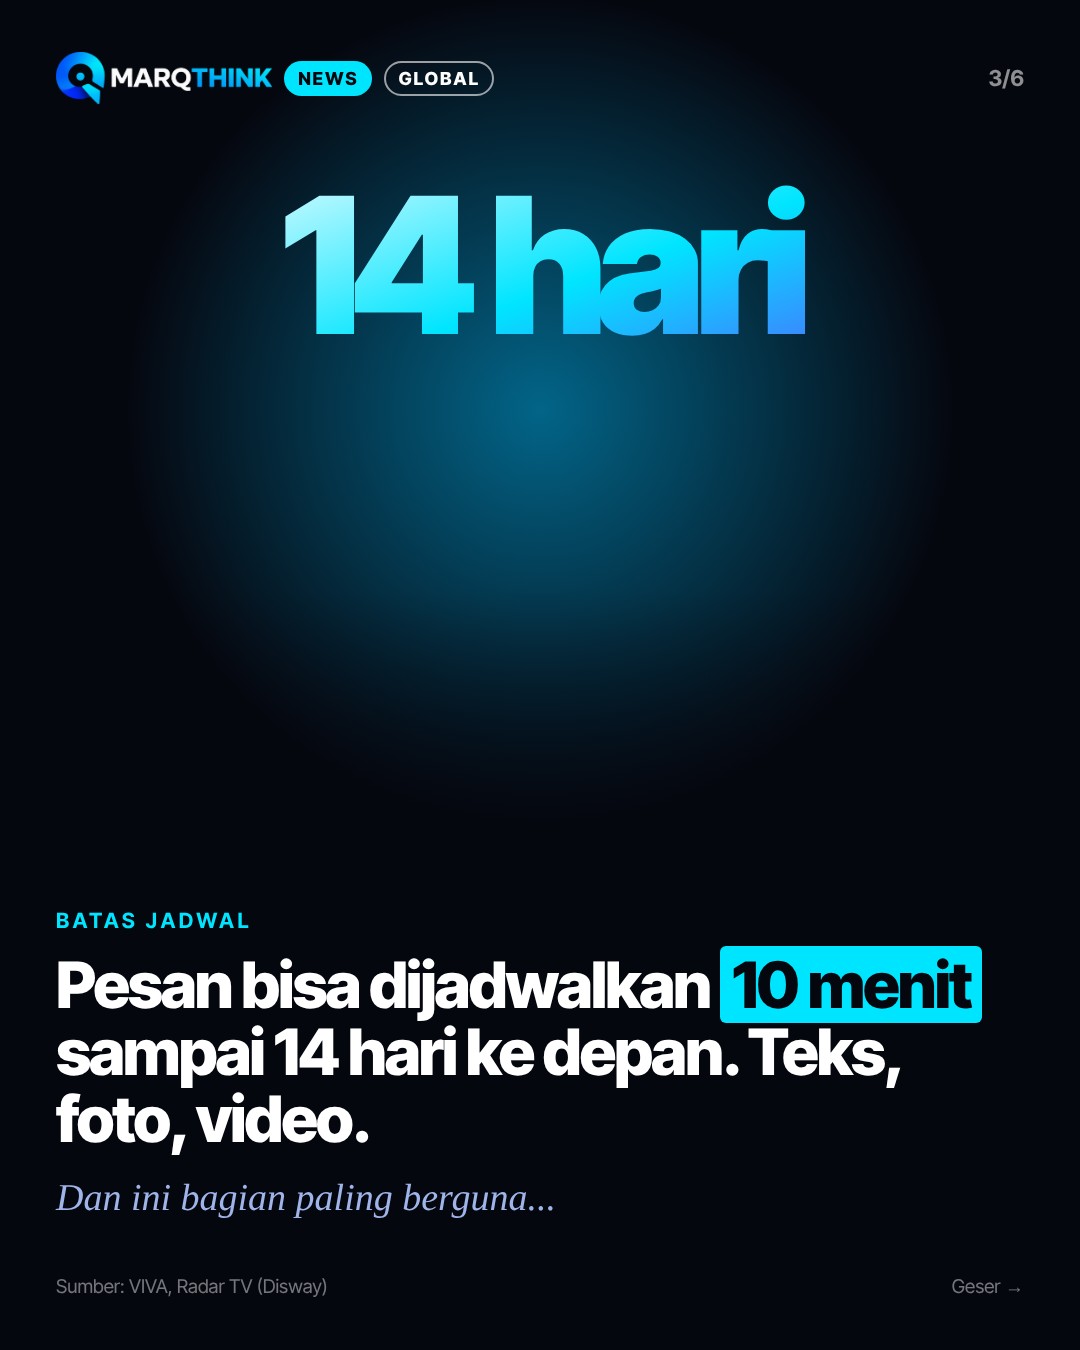 MARQTHINK NEWS GLOBAL 3/6
14 hari
BATAS JADWAL
Pesan bisa dijadwalkan 10 menit
sampai 14 hari ke depan. Teks,
foto, video.
Dan ini bagian paling berguna...
Sumber: VIVA, Radar TV (Disway) Geser →